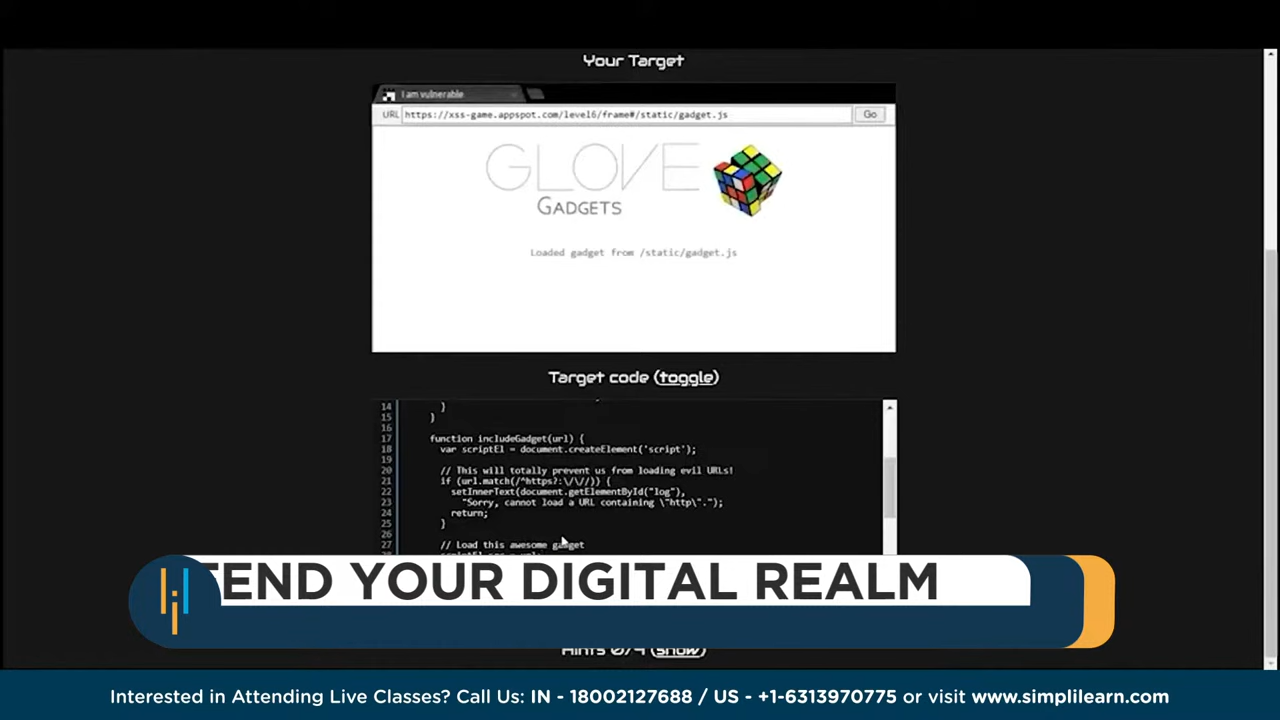 Your Target
I am vulnerable
URL https://xss-game.appspot.com/level6/frame#/static/gadget.js Go
GLOVE
GADGETS
Loaded gadget from /static/gadget.js
Target code (toggle)
14 }
15 }
16
17 function includeGadget(url) {
18 var scriptEl = document.createElement('script');
19
20 // This will totally prevent us from loading evil URLs!
21 if (url.match(/^https?:\/\//)) {
22 setInnerText(document.getElementById("log"),
23 "Sorry, cannot load a URL containing \"http\".");
24 return;
25 }
26
27 // Load this awesome gadget
TEND YOUR DIGITAL REALM
Hints 0/4 (show)
Interested in Attending Live Classes? Call Us: IN - 18002127688 / US - +1-6313970775 or visit www.simplilearn.com